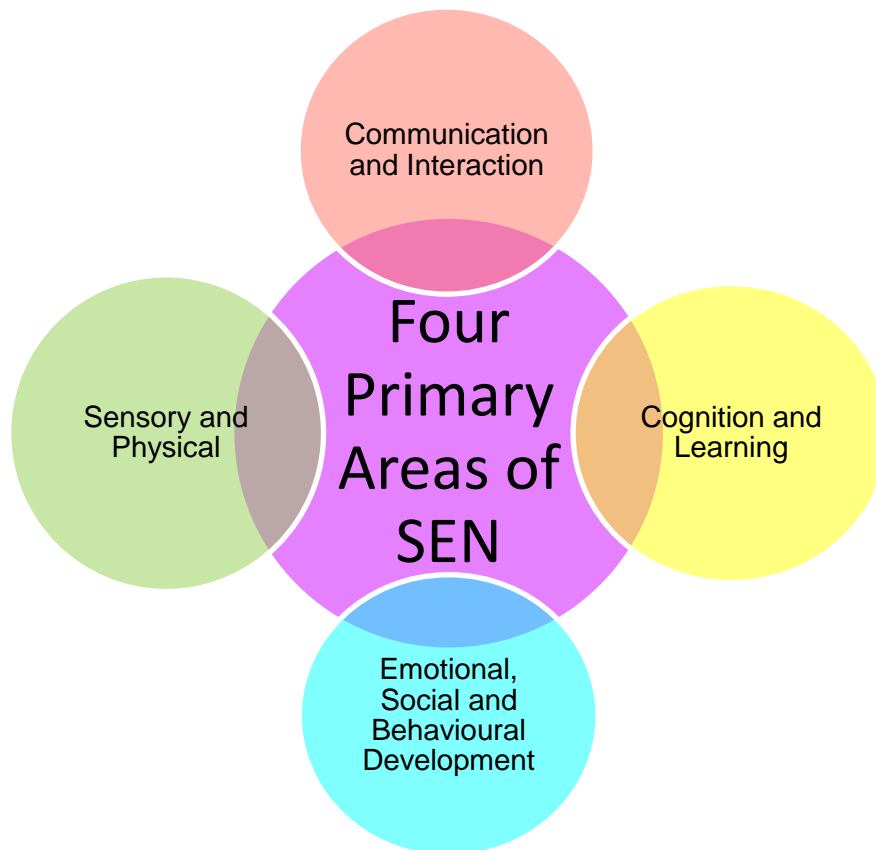 Communication
and Interaction
Four
Primary
Areas of
SEN
Sensory and
Physical
Cognition and
Learning
Emotional,
Social and
Behavioural
Development